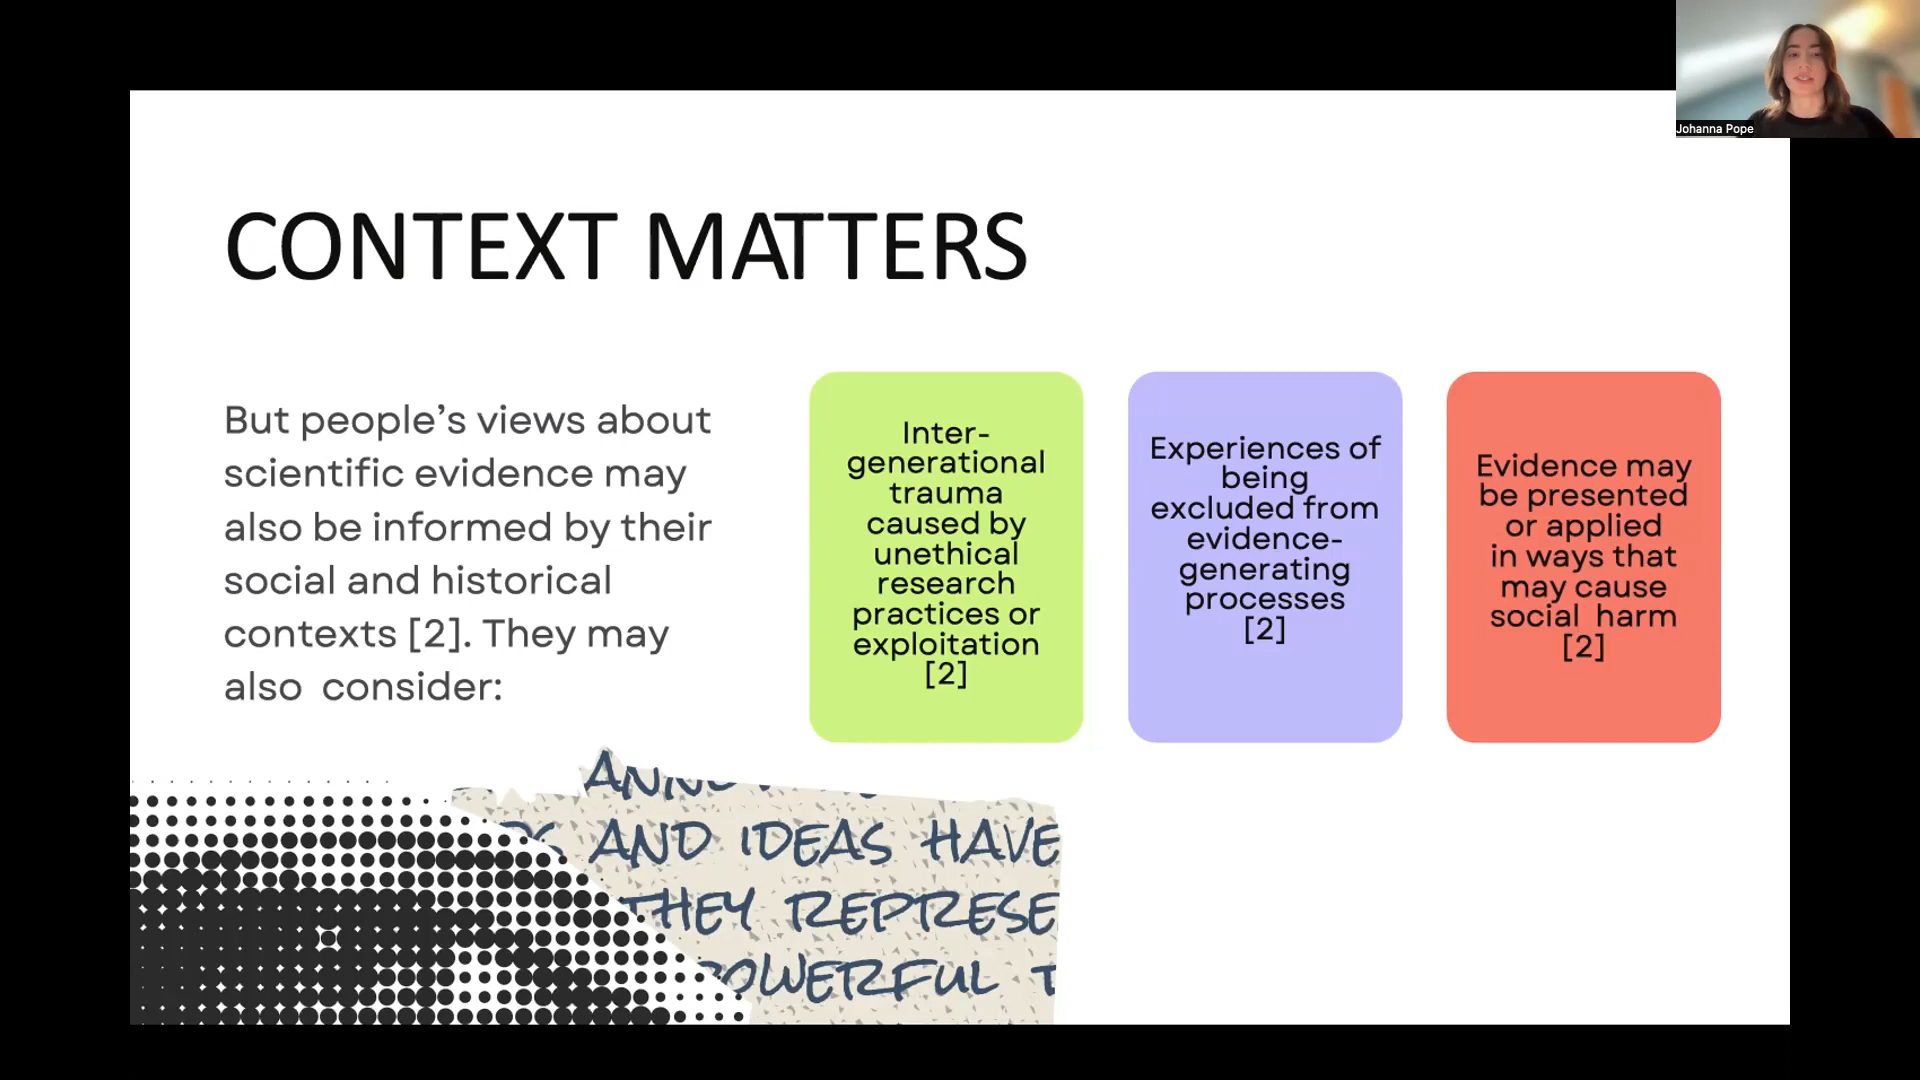 Johanna Pope
CONTEXT MATTERS
But people’s views about
scientific evidence may
also be informed by their
social and historical
contexts [2]. They may
also  consider:
Inter-
generational
trauma
caused by
unethical
research
practices or
exploitation
[2]
Experiences of
being
excluded from
evidence-
generating
processes
[2]
Evidence may
be presented
or applied
in ways that
may cause
social  harm
[2]
AND IDEAS HAVE
THEY REPRESE
POWERFUL T